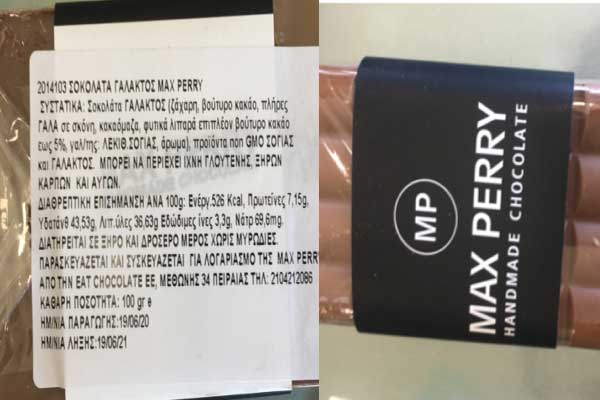 2014103 ΣΟΚΟΛΑΤΑ ΓΑΛΑΚΤΟΣ MAX PERRY
ΣΥΣΤΑΤΙΚΑ: Σοκολάτα ΓΑΛΑΚΤΟΣ (ζάχαρη, βούτυρο κακάο, πλήρες
ΓΑΛΑ σε σκόνη, κακαόμαζα, φυτικά λιπαρά επιπλέον βούτυρο κακάο
εως 5%, γαλ/της: ΛΕΚΙΘ.ΣΟΓΙΑΣ, άρωμα), προϊόντα non GMO ΣΟΓΙΑΣ
και ΓΑΛΑΚΤΟΣ. ΜΠΟΡΕΙ ΝΑ ΠΕΡΙΕΧΕΙ ΙΧΝΗ ΓΛΟΥΤΕΝΗΣ, ΞΗΡΩΝ
ΚΑΡΠΩΝ ΚΑΙ ΑΥΓΩΝ.
ΔΙΑΘΡΕΠΤΙΚΗ ΕΠΙΣΗΜΑΝΣΗ ΑΝΑ 100g: Ενέργ.526 Kcal, Πρωτείνες 7,15g,
Υδατάνθ 43,53g, Λιπ.ύλες 36,63g Εδώδιμες ίνες 3,3g, Νάτρ 69,6mg.
ΔΙΑΤΗΡΕΙΤΑΙ ΣΕ ΞΗΡΟ ΚΑΙ ΔΡΟΣΕΡΟ ΜΕΡΟΣ ΧΩΡΙΣ ΜΥΡΩΔΙΕΣ.
ΠΑΡΑΣΚΕΥΑΖΕΤΑΙ ΚΑΙ ΣΥΣΚΕΥΑΖΕΤΑΙ ΓΙΑ ΛΟΓΑΡΙΑΣΜΟ ΤΗΣ MAX PERRY
ΑΠΟ ΤΗΝ EAT CHOCOLATE EE, ΜΕΘΩΝΗΣ 34 ΠΕΙΡΑΙΑΣ ΤΗΛ: 2104212086
ΚΑΘΑΡΗ ΠΟΣΟΤΗΤΑ: 100 gr e
ΗΜ/ΝΙΑ ΠΑΡΑΓΩΓΗΣ:19/06/20
ΗΜ/ΝΙΑ ΛΗΞΗΣ:19/06/21
MP
MAX PERRY
HANDMADE CHOCOLATE